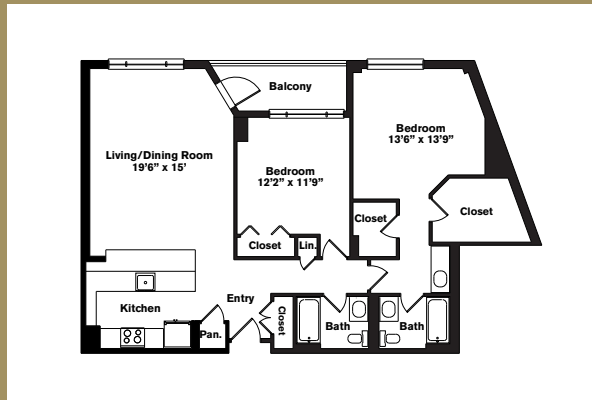 Balcony
Living/Dining Room
19'6" x 15'
Bedroom
12'2" x 11'9"
Bedroom
13'6" x 13'9"
Closet
Closet
Closet
Lin.
Kitchen
Entry
Pan.
Closet
Bath
Bath